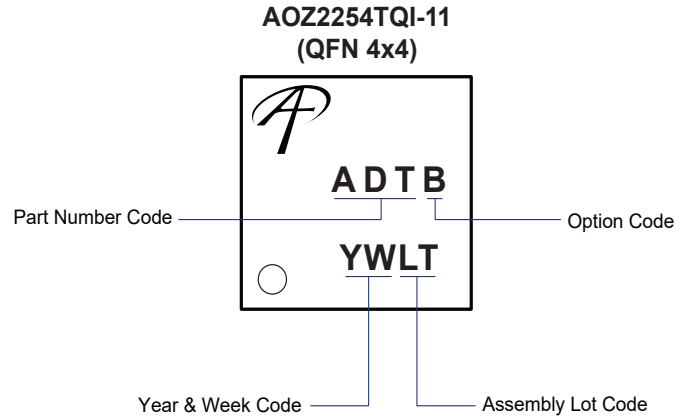 AOZ2254TQI-11
(QFN 4x4)
ADTB
Part Number Code
Option Code
YWLT
Year & Week Code
Assembly Lot Code